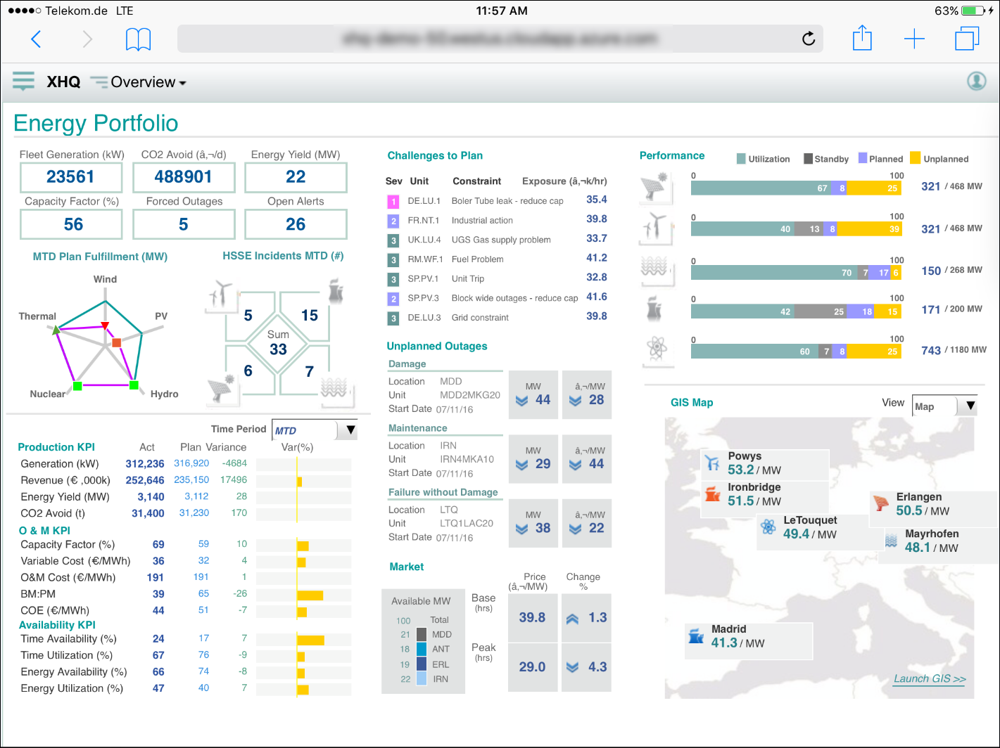 Telekom.de LTE
11:57 AM
63%
XHQ
Overview
Energy Portfolio
Fleet Generation (kW)
23561
CO2 Avoid (â,¬/d)
488901
Energy Yield (MW)
22
Capacity Factor (%)
56
Forced Outages
5
Open Alerts
26
MTD Plan Fulfillment (MW)
Wind
Thermal
PV
Nuclear
Hydro
HSSE Incidents MTD (#)
5
15
Sum
33
6
7
Time Period MTD
Production KPI Act Plan Variance Var(%)
Generation (kW) 312,236 316,920 -4684
Revenue (€ ,000k) 252,646 235,150 17496
Energy Yield (MW) 3,140 3,112 28
CO2 Avoid (t) 31,400 31,230 170
O & M KPI
Capacity Factor (%) 69 59 10
Variable Cost (€/MWh) 36 32 4
O&M Cost (€/MWh) 191 191 1
BM:PM 39 65 -26
COE (€/MWh) 44 51 -7
Availability KPI
Time Availability (%) 24 17 7
Time Utilization (%) 67 76 -9
Energy Availability (%) 66 74 -8
Energy Utilization (%) 47 40 7
Challenges to Plan
Sev Unit Constraint Exposure (â,¬k/hr)
1 DE.LU.1 Boler Tube leak - reduce cap 35.4
2 FR.NT.1 Industrial action 39.8
3 UK.LU.4 UGS Gas supply problem 33.7
3 RM.WF.1 Fuel Problem 41.2
3 SP.PV.1 Unit Trip 32.8
2 SP.PV.3 Block wide outages - reduce cap 41.6
3 DE.LU.3 Grid constraint 39.8
Unplanned Outages
Damage
Location MDD
Unit MDD2MKG20
Start Date 07/11/16
MW
44
â,¬/MW
28
Maintenance
Location IRN
Unit IRN4MKA10
Start Date 07/11/16
MW
29
â,¬/MW
44
Failure without Damage
Location LTQ
Unit LTQ1LAC20
Start Date 07/11/16
MW
38
â,¬/MW
22
Market
Available MW
100 Total
21 MDD
18 ANT
19 ERL
22 IRN
Price
(â,¬/MW)
Change
%
Base
(hrs)
39.8
1.3
Peak
(hrs)
29.0
4.3
Performance
Utilization Standby Planned Unplanned
0 100
67 8 25
321 / 468 MW
0 100
40 13 8 39
321 / 468 MW
0 100
70 7 17 6
150 / 268 MW
0 100
42 25 18 15
171 / 200 MW
0 100
60 7 8 25
743 / 1180 MW
GIS Map
View Map
Powys
53.2 / MW
Ironbridge
51.5 / MW
Erlangen
50.5 / MW
LeTouquet
49.4 / MW
Mayrhofen
48.1 / MW
Madrid
41.3 / MW
Launch GIS >>